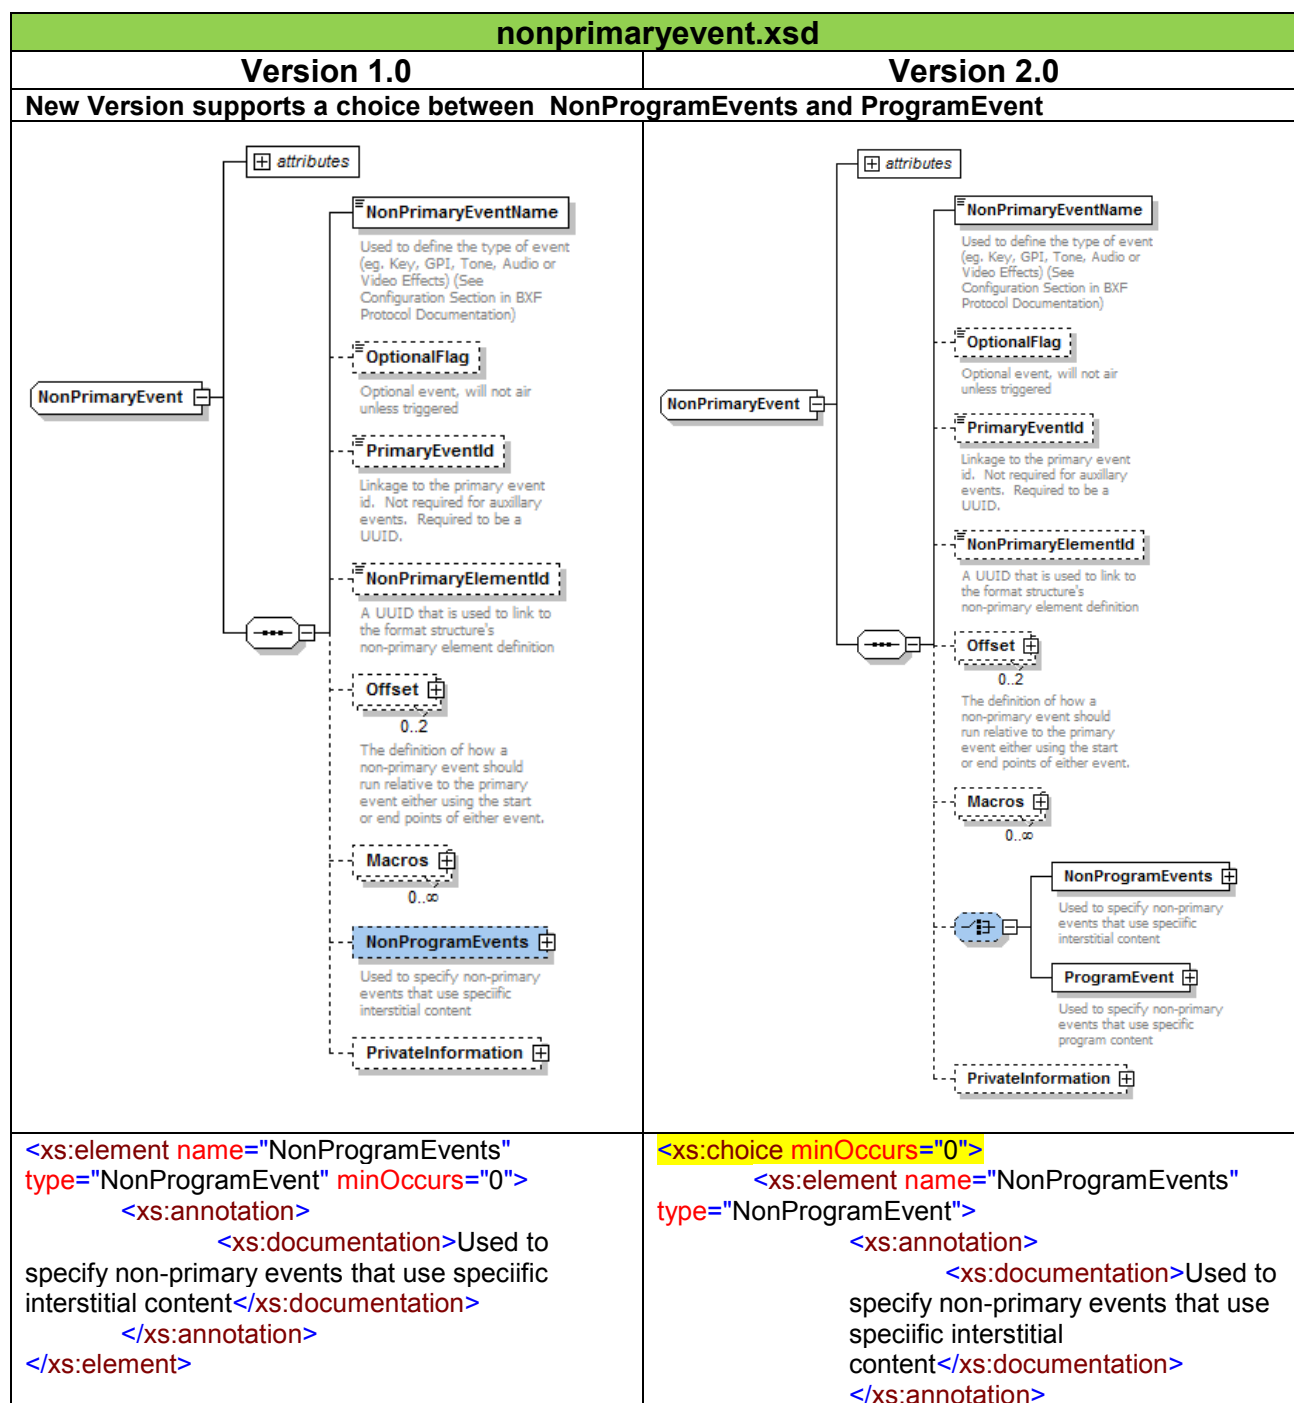 nonprimaryevent.xsd
Version 1.0
Version 2.0
New Version supports a choice between  NonProgramEvents and ProgramEvent
attributes
NonPrimaryEventName
Used to define the type of event
(eg. Key, GPI, Tone, Audio or
Video Effects) (See
Configuration Section in BXF
Protocol Documentation)
OptionalFlag
Optional event, will not air
unless triggered
NonPrimaryEvent
PrimaryEventId
Linkage to the primary event
id.  Not required for auxillary
events.  Required to be a
UUID.
NonPrimaryElementId
A UUID that is used to link to
the format structure's
non-primary element definition
Offset
0..2
The definition of how a
non-primary event should
run relative to the primary
event either using the start
or end points of either event.
Macros
0..∞
NonProgramEvents
Used to specify non-primary
events that use speciific
interstitial content
PrivateInformation
attributes
NonPrimaryEventName
Used to define the type of event
(eg. Key, GPI, Tone, Audio or
Video Effects) (See
Configuration Section in BXF
Protocol Documentation)
OptionalFlag
Optional event, will not air
unless triggered
NonPrimaryEvent
PrimaryEventId
Linkage to the primary event
id.  Not required for auxillary
events.  Required to be a
UUID.
NonPrimaryElementId
A UUID that is used to link to
the format structure's
non-primary element definition
Offset
0..2
The definition of how a
non-primary event should
run relative to the primary
event either using the start
or end points of either event.
Macros
0..∞
NonProgramEvents
Used to specify non-primary
events that use speciific
interstitial content
ProgramEvent
Used to specify non-primary
events that use specific
program content
PrivateInformation
<xs:element name="NonProgramEvents"
type="NonProgramEvent" minOccurs="0">
<xs:annotation>
<xs:documentation>Used to
specify non-primary events that use speciific
interstitial content</xs:documentation>
</xs:annotation>
</xs:element>
<xs:choice minOccurs="0">
<xs:element name="NonProgramEvents"
type="NonProgramEvent">
<xs:annotation>
<xs:documentation>Used to
specify non-primary events that use
speciific interstitial
content</xs:documentation>
</xs:annotation>